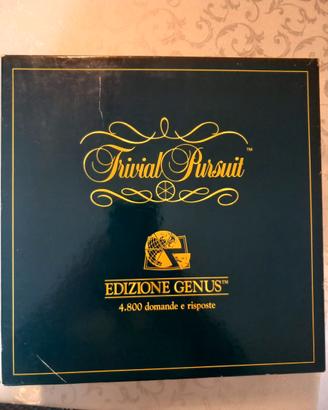 Trivial Pursuit™
EDIZIONE GENUS™
4.800 domande e risposte